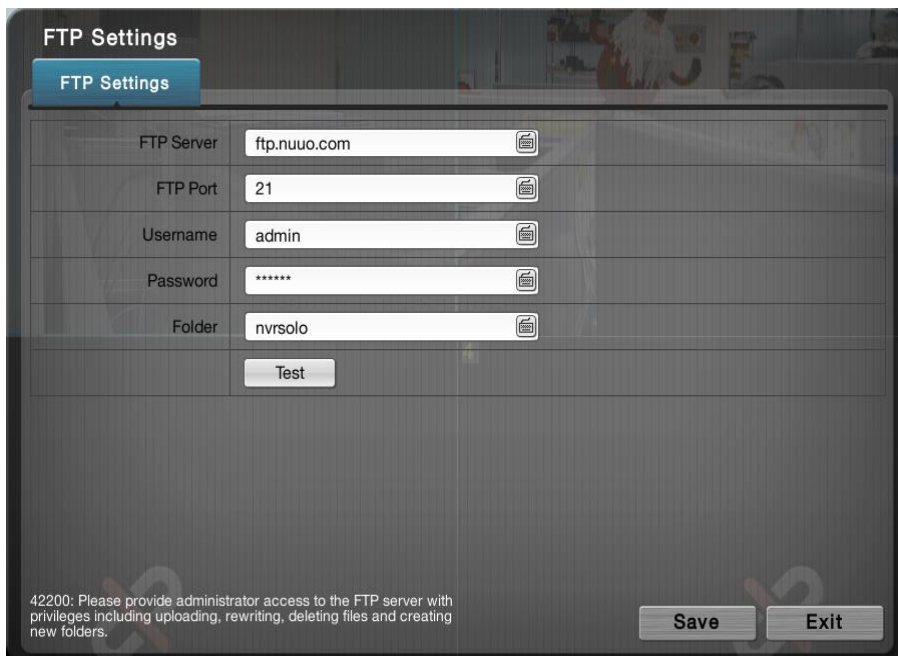 FTP Settings
FTP Settings
FTP Server
ftp.nuuo.com
FTP Port
21
Username
admin
Password
******
Folder
nvrsolo
4
Test
42200: Please provide administrator access to the FTP server with
privileges including uploading, rewriting, deleting files and creating
new folders.
Save
Exit